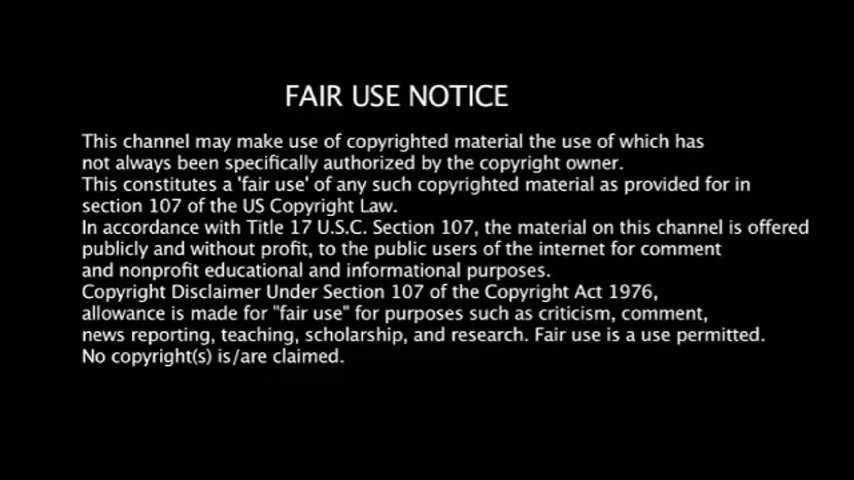 FAIR USE NOTICE
This channel may make use of copyrighted material the use of which has
not always been specifically authorized by the copyright owner.
This constitutes a 'fair use' of any such copyrighted material as provided for in
section 107 of the US Copyright Law.
In accordance with Title 17 U.S.C. Section 107, the material on this channel is offered
publicly and without profit, to the public users of the internet for comment
and nonprofit educational and informational purposes.
Copyright Disclaimer Under Section 107 of the Copyright Act 1976,
allowance is made for "fair use" for purposes such as criticism, comment,
news reporting, teaching, scholarship, and research. Fair use is a use permitted.
No copyright(s) is/are claimed.